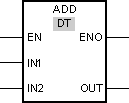 ADD
DT
EN ENO
IN1
IN2 OUT